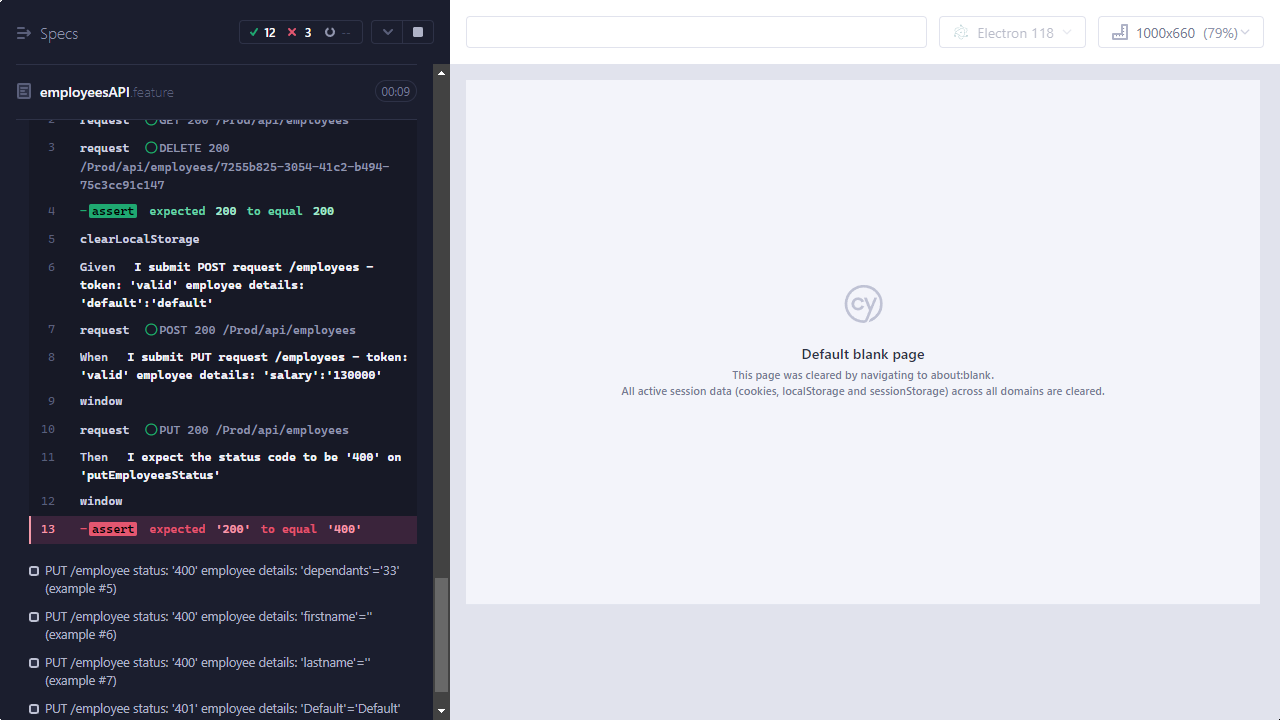 Specs
12 3 --
Electron 118
1000x660 (79%)
employeesAPI.feature
00:09
2 request GET 200 /Prod/api/employees
3 request DELETE 200
/Prod/api/employees/7255b825-3054-41c2-b494-
75c3cc91c147
4 -assert expected 200 to equal 200
5 clearLocalStorage
6 Given I submit POST request /employees -
token: 'valid' employee details:
'default':'default'
7 request POST 200 /Prod/api/employees
8 When I submit PUT request /employees - token:
'valid' employee details: 'salary':'130000'
9 window
10 request PUT 200 /Prod/api/employees
11 Then I expect the status code to be '400' on
'putEmployeesStatus'
12 window
13 -assert expected '200' to equal '400'
PUT /employee status: '400' employee details: 'dependants'='33'
(example #5)
PUT /employee status: '400' employee details: 'firstname'=''
(example #6)
PUT /employee status: '400' employee details: 'lastname'=''
(example #7)
PUT /employee status: '401' employee details: 'Default'='Default'
cy
Default blank page
This page was cleared by navigating to about:blank.
All active session data (cookies, localStorage and sessionStorage) across all domains are cleared.